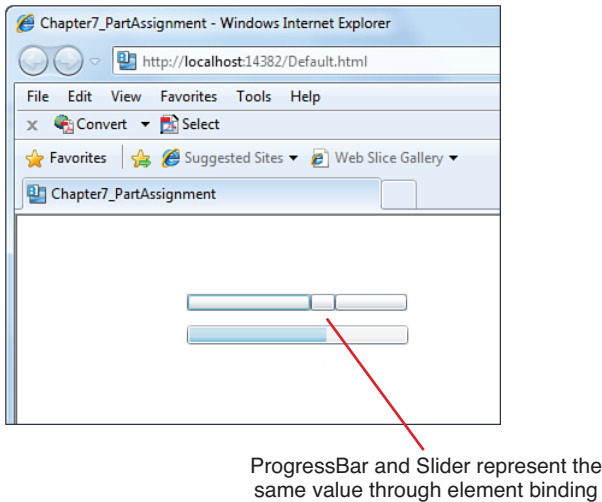 Chapter7_PartAssignment - Windows Internet Explorer
http://localhost:14382/Default.html
File Edit View Favorites Tools Help
x Convert Select
Favorites Suggested Sites Web Slice Gallery
Chapter7_PartAssignment
ProgressBar and Slider represent the
same value through element binding